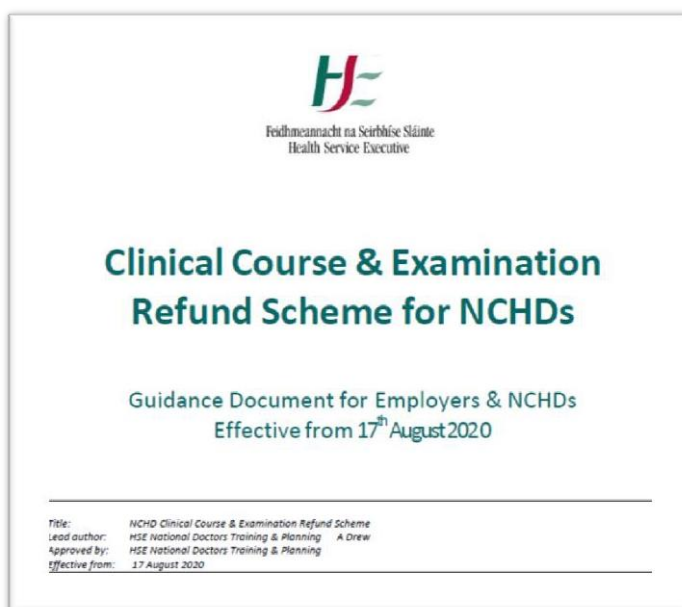 Feidhmeannacht na Seirbhíse Sláinte
Health Service Executive
Clinical Course & Examination
Refund Scheme for NCHDs
Guidance Document for Employers & NCHDs
Effective from 17th August 2020
Title: NCHD Clinical Course & Examination Refund Scheme
Lead author: HSE National Doctors Training & Planning A Drew
Approved by: HSE National Doctors Training & Planning
Effective from: 17 August 2020